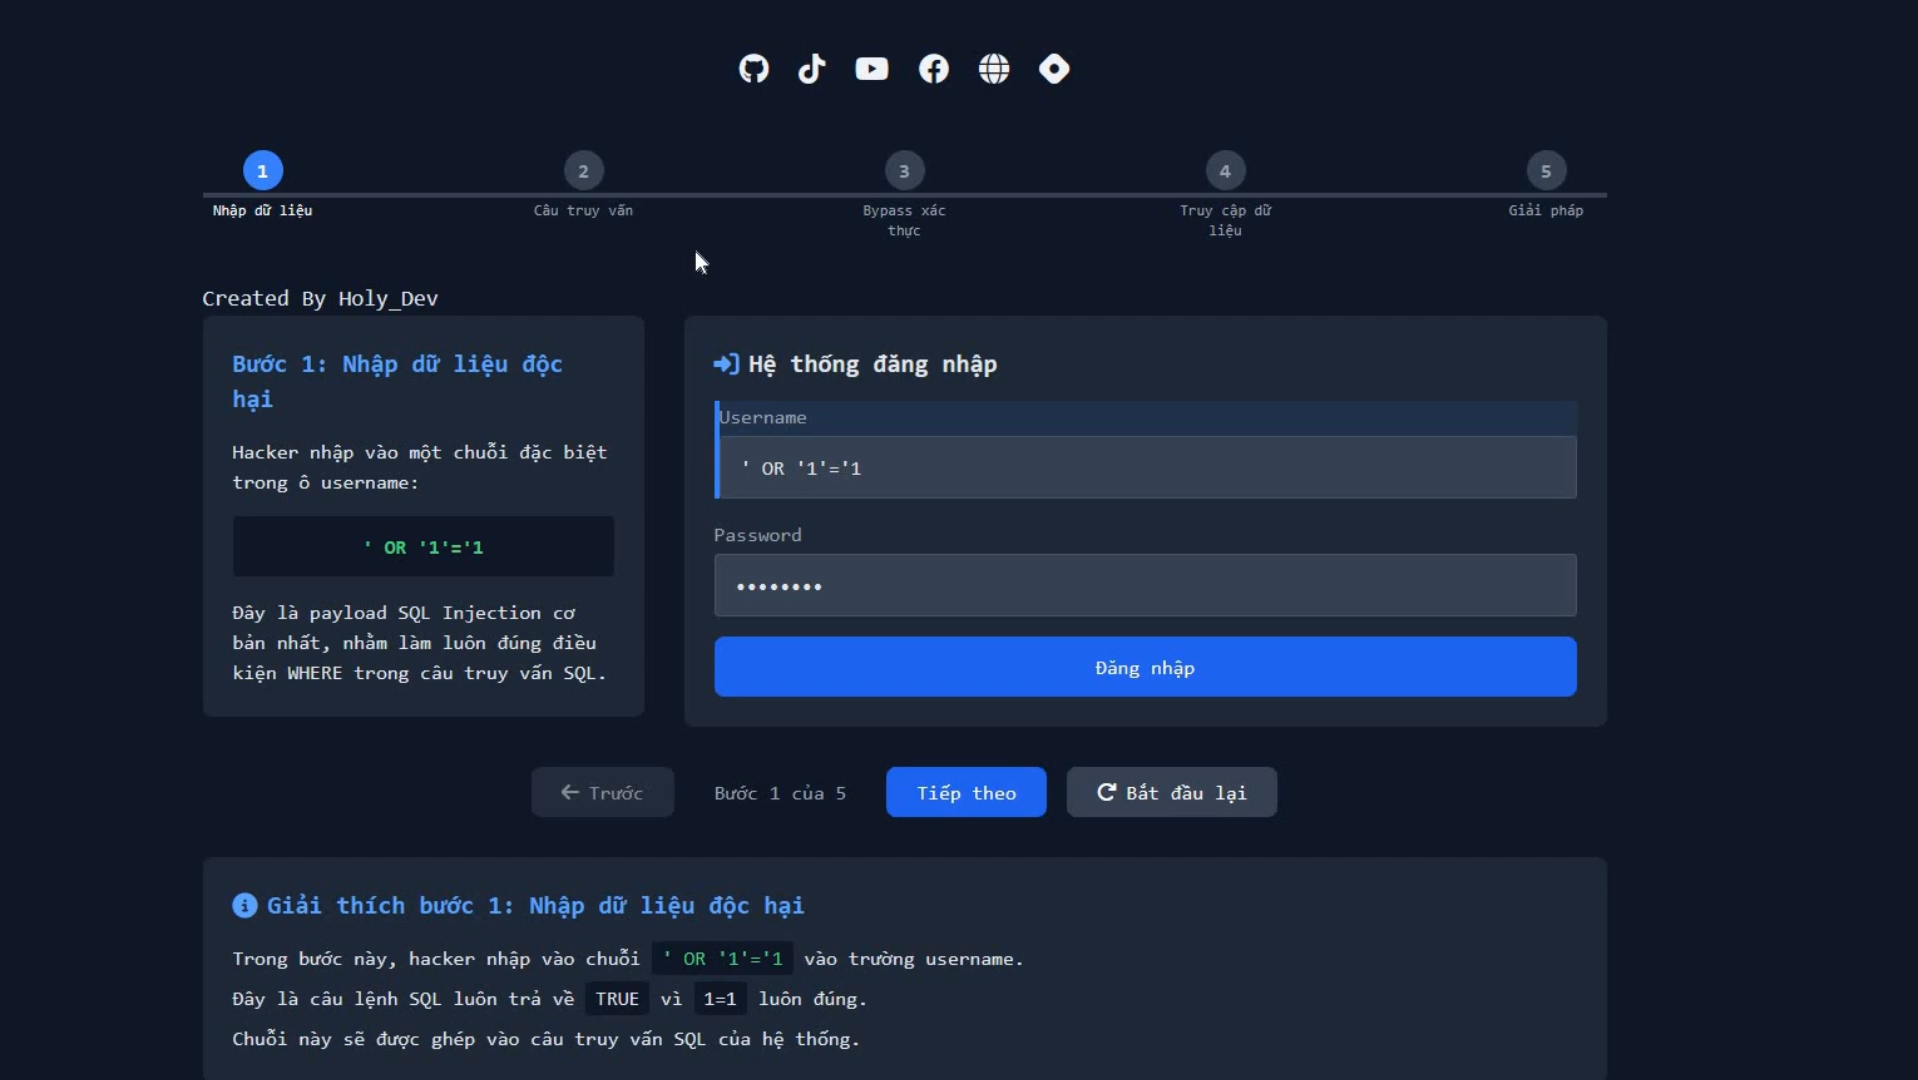 1
2
3
4
5
Nhập dữ liệu
Câu truy vấn
Bypass xác
thực
Truy cập dữ
liệu
Giải pháp
Created By Holy_Dev
Bước 1: Nhập dữ liệu độc
hại
Hacker nhập vào một chuỗi đặc biệt
trong ô username:
' OR '1'='1
Đây là payload SQL Injection cơ
bản nhất, nhằm làm luôn đúng điều
kiện WHERE trong câu truy vấn SQL.
Hệ thống đăng nhập
Username
' OR '1'='1
Password
••••••••
Đăng nhập
Trước
Bước 1 của 5
Tiếp theo
Bắt đầu lại
Giải thích bước 1: Nhập dữ liệu độc hại
Trong bước này, hacker nhập vào chuỗi ' OR '1'='1 vào trường username.
Đây là câu lệnh SQL luôn trả về TRUE vì 1=1 luôn đúng.
Chuỗi này sẽ được ghép vào câu truy vấn SQL của hệ thống.